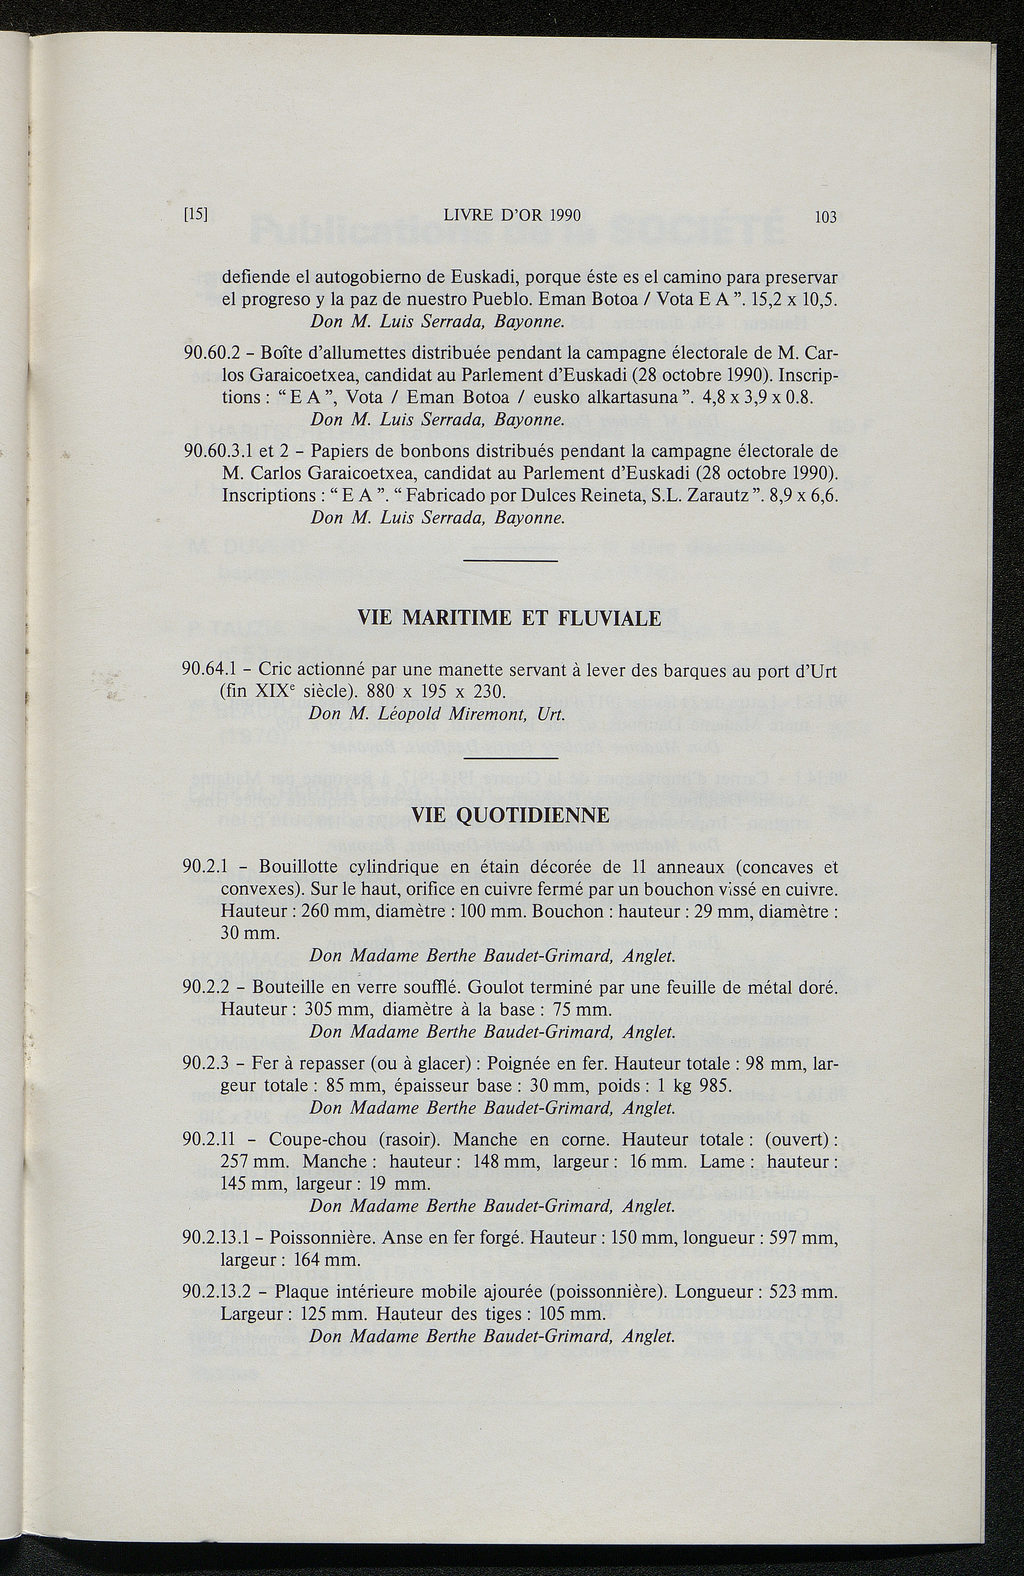 [15] LIVRE D'OR 1990 103
defiende el autogobierno de Euskadi, porque éste es el camino para preservar
el progreso y la paz de nuestro Pueblo. Eman Botoa / Vota E A ”. 15,2 x 10,5.
Don M. Luis Serrada, Bayonne.
90.60.2 – Boîte d'allumettes distribuée pendant la campagne électorale de M. Car-
los Garaicoetxea, candidat au Parlement d'Euskadi (28 octobre 1990). Inscrip-
tions : “ E A ”, Vota / Eman Botoa / eusko alkartasuna ”. 4,8 x 3,9 x 0.8.
Don M. Luis Serrada, Bayonne.
90.60.3.1 et 2 – Papiers de bonbons distribués pendant la campagne électorale de
M. Carlos Garaicoetxea, candidat au Parlement d'Euskadi (28 octobre 1990).
Inscriptions : “ E A ”. “ Fabricado por Dulces Reineta, S.L. Zarautz ”. 8,9 x 6,6.
Don M. Luis Serrada, Bayonne.
VIE MARITIME ET FLUVIALE
90.64.1 – Cric actionné par une manette servant à lever des barques au port d'Urt
(fin XIXe siècle). 880 x 195 x 230.
Don M. Léopold Miremont, Urt.
VIE QUOTIDIENNE
90.2.1 – Bouillotte cylindrique en étain décorée de 11 anneaux (concaves et
convexes). Sur le haut, orifice en cuivre fermé par un bouchon vissé en cuivre.
Hauteur : 260 mm, diamètre : 100 mm. Bouchon : hauteur : 29 mm, diamètre :
30 mm.
Don Madame Berthe Baudet-Grimard, Anglet.
90.2.2 – Bouteille en verre soufflé. Goulot terminé par une feuille de métal doré.
Hauteur : 305 mm, diamètre à la base : 75 mm.
Don Madame Berthe Baudet-Grimard, Anglet.
90.2.3 – Fer à repasser (ou à glacer) : Poignée en fer. Hauteur totale : 98 mm, lar-
geur totale : 85 mm, épaisseur base : 30 mm, poids : 1 kg 985.
Don Madame Berthe Baudet-Grimard, Anglet.
90.2.11 – Coupe-chou (rasoir). Manche en corne. Hauteur totale : (ouvert) :
257 mm. Manche : hauteur : 148 mm, largeur : 16 mm. Lame : hauteur :
145 mm, largeur : 19 mm.
Don Madame Berthe Baudet-Grimard, Anglet.
90.2.13.1 – Poissonnière. Anse en fer forgé. Hauteur : 150 mm, longueur : 597 mm,
largeur : 164 mm.
90.2.13.2 – Plaque intérieure mobile ajourée (poissonnière). Longueur : 523 mm.
Largeur : 125 mm. Hauteur des tiges : 105 mm.
Don Madame Berthe Baudet-Grimard, Anglet.